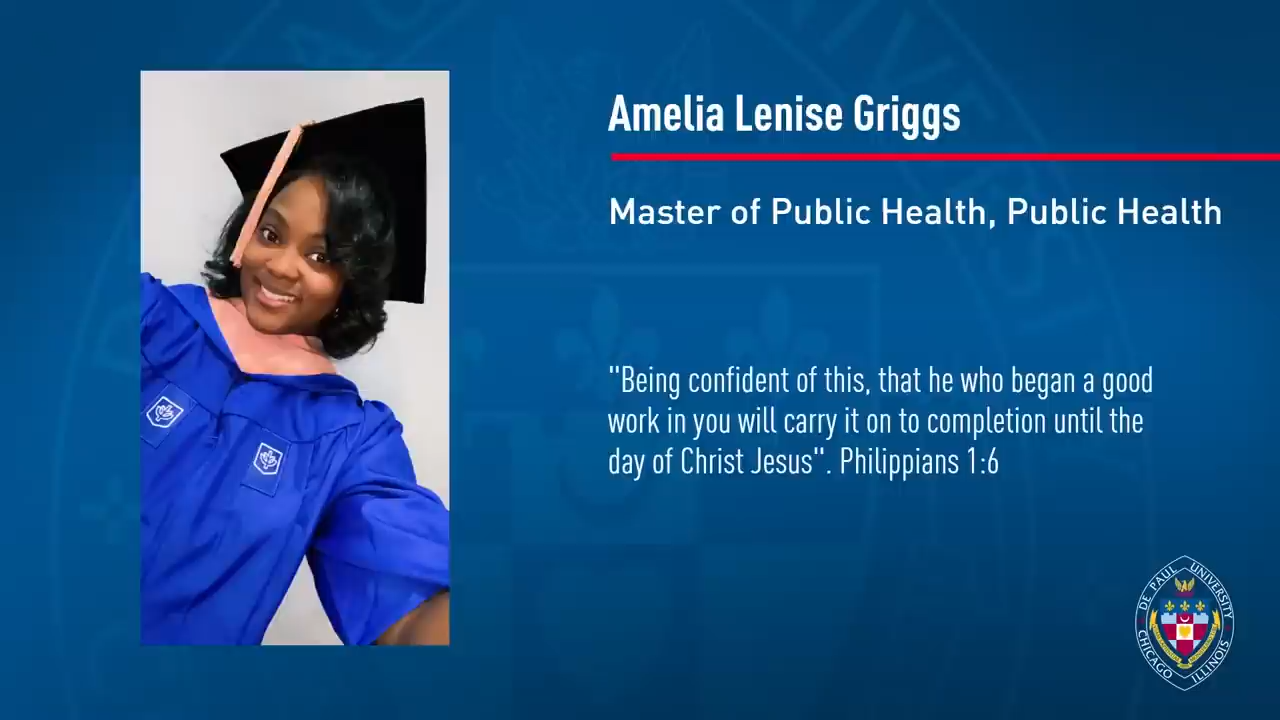 Amelia Lenise Griggs
Master of Public Health, Public Health
"Being confident of this, that he who began a good
work in you will carry it on to completion until the
day of Christ Jesus". Philippians 1:6
DE PAUL UNIVERSITY
CHICAGO ILLINOIS